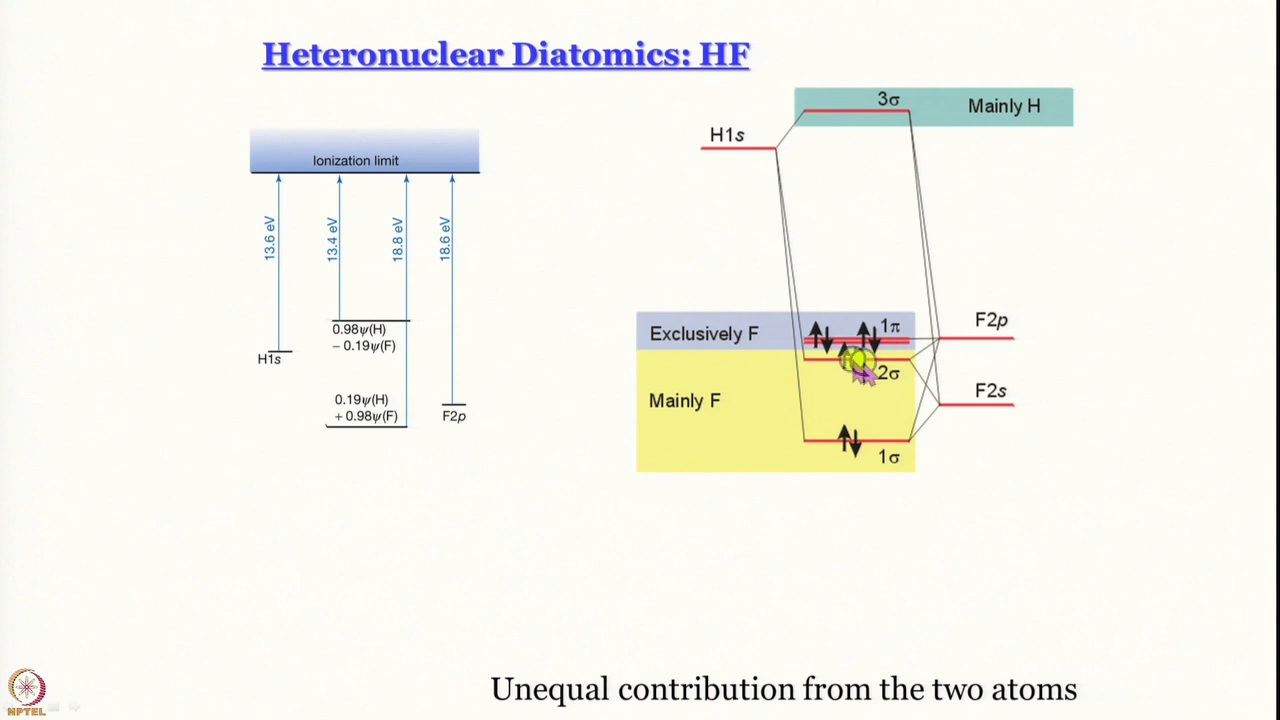 Heteronuclear Diatomics: HF
Ionization limit
13.6 eV
13.4 eV
18.8 eV
18.6 eV
0.98ψ(H)
− 0.19ψ(F)
H1s
0.19ψ(H)
+ 0.98ψ(F)
F2p
3σ
Mainly H
H1s
Exclusively F
1π
F2p
2σ
Mainly F
F2s
1σ
Unequal contribution from the two atoms
NPTEL